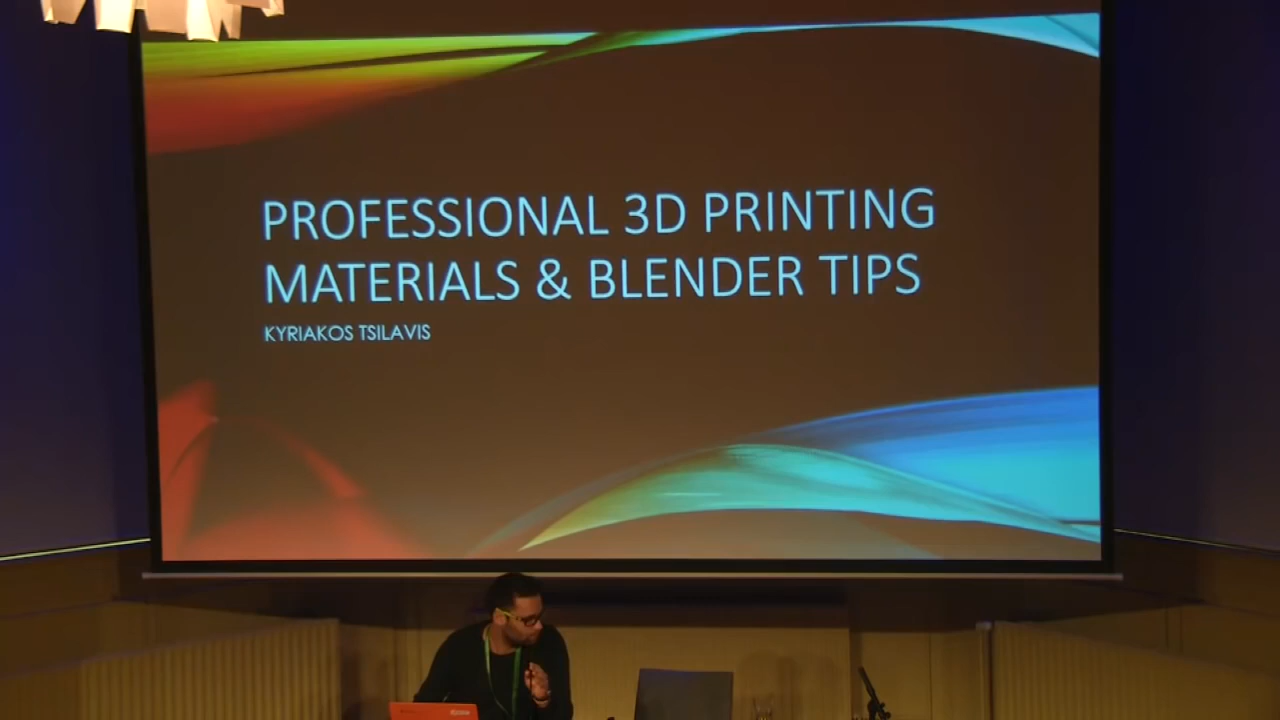 PROFESSIONAL 3D PRINTING
MATERIALS & BLENDER TIPS
KYRIAKOS TSILAVIS